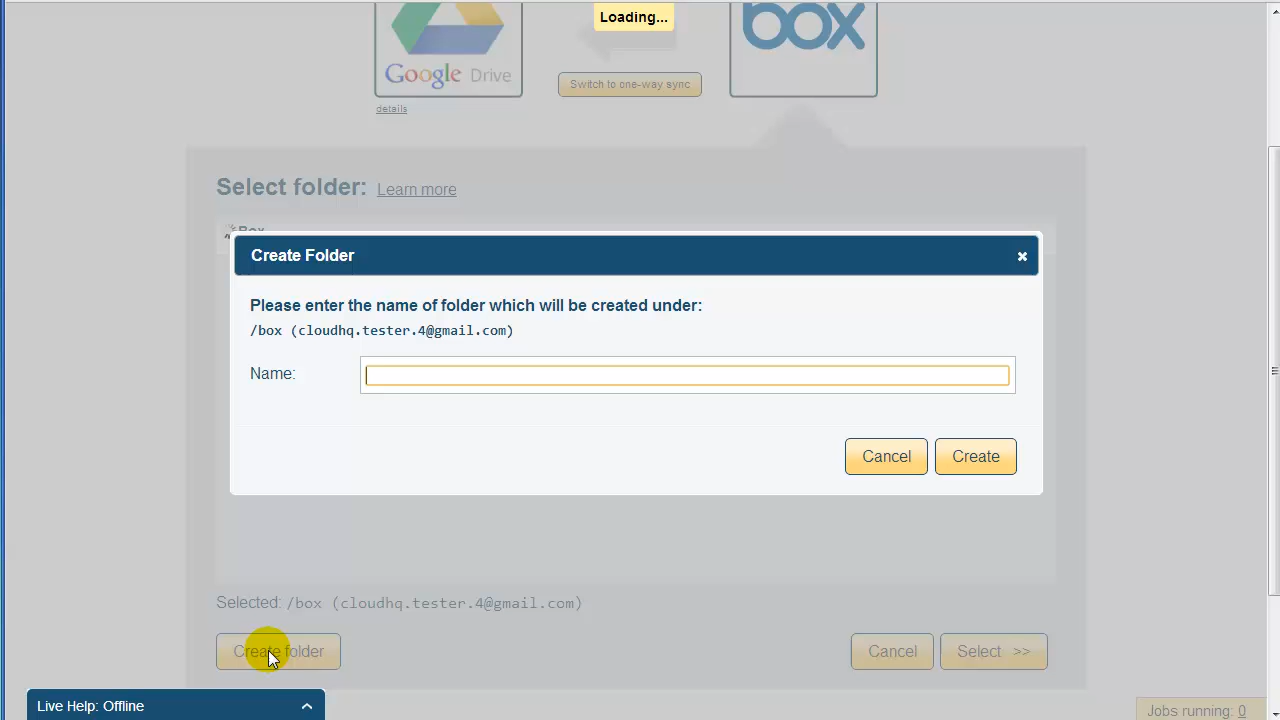 Loading...
box
Google Drive
Switch to one-way sync
details
Select folder: Learn more
Box
Create Folder
Please enter the name of folder which will be created under:
/box (cloudhq.tester.4@gmail.com)
Name:
Cancel Create
Selected: /box (cloudhq.tester.4@gmail.com)
Create folder Cancel Select >>
Live Help: Offline
Jobs running: 0